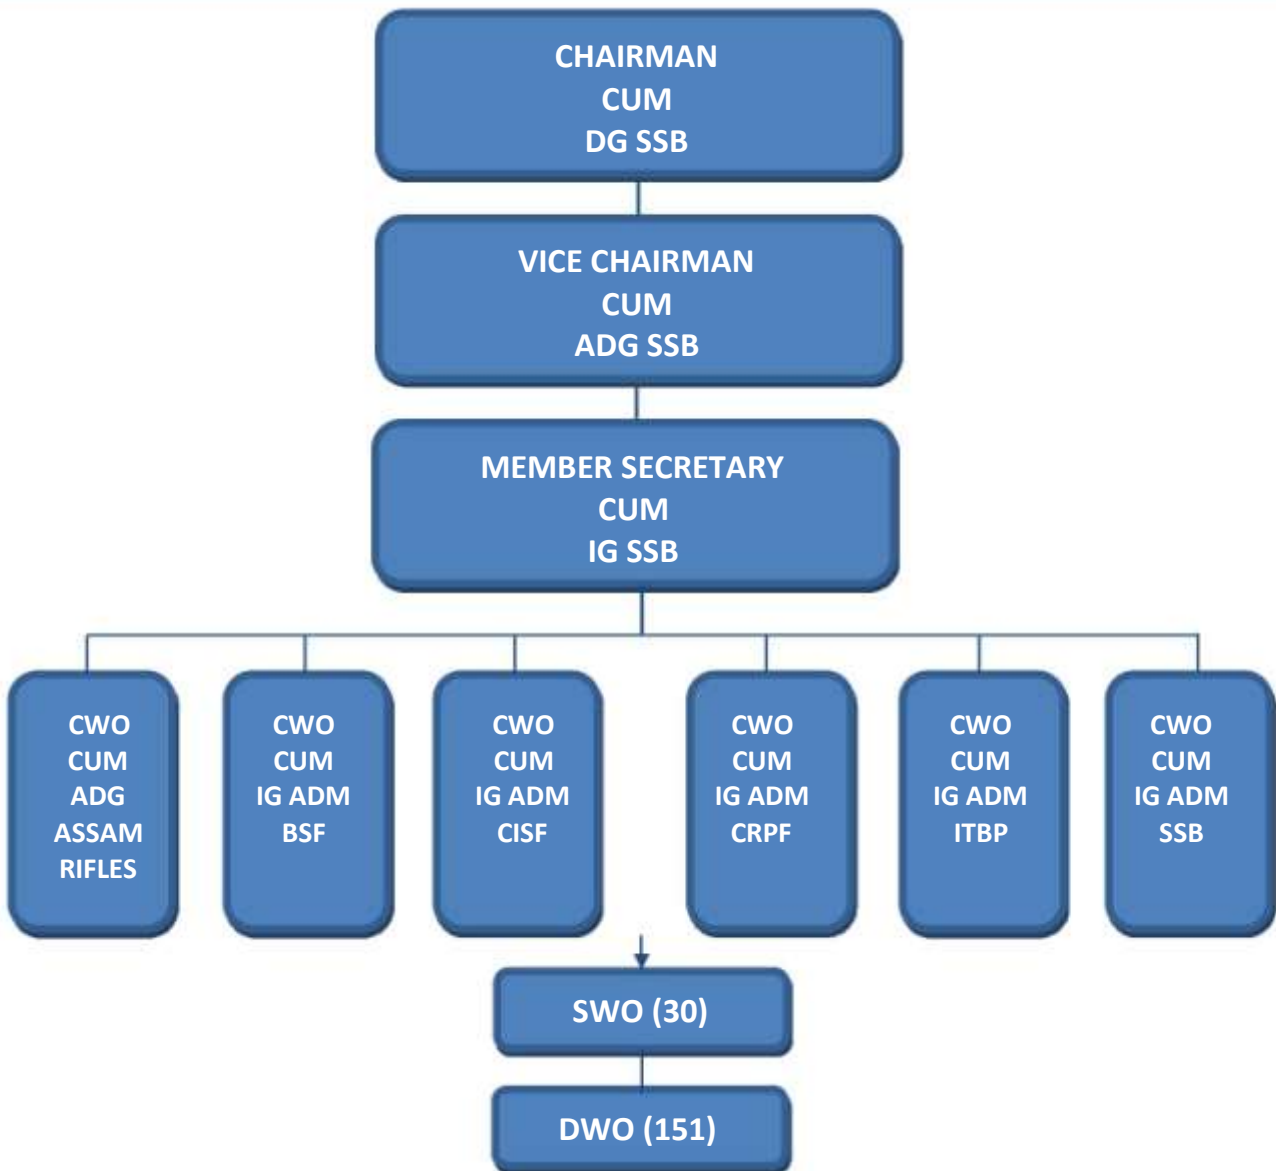 CHAIRMAN
CUM
DG SSB
VICE CHAIRMAN
CUM
ADG SSB
MEMBER SECRETARY
CUM
IG SSB
CWO
CUM
ADG
ASSAM
RIFLES
CWO
CUM
IG ADM
BSF
CWO
CUM
IG ADM
CISF
CWO
CUM
IG ADM
CRPF
CWO
CUM
IG ADM
ITBP
CWO
CUM
IG ADM
SSB
SWO (30)
DWO (151)